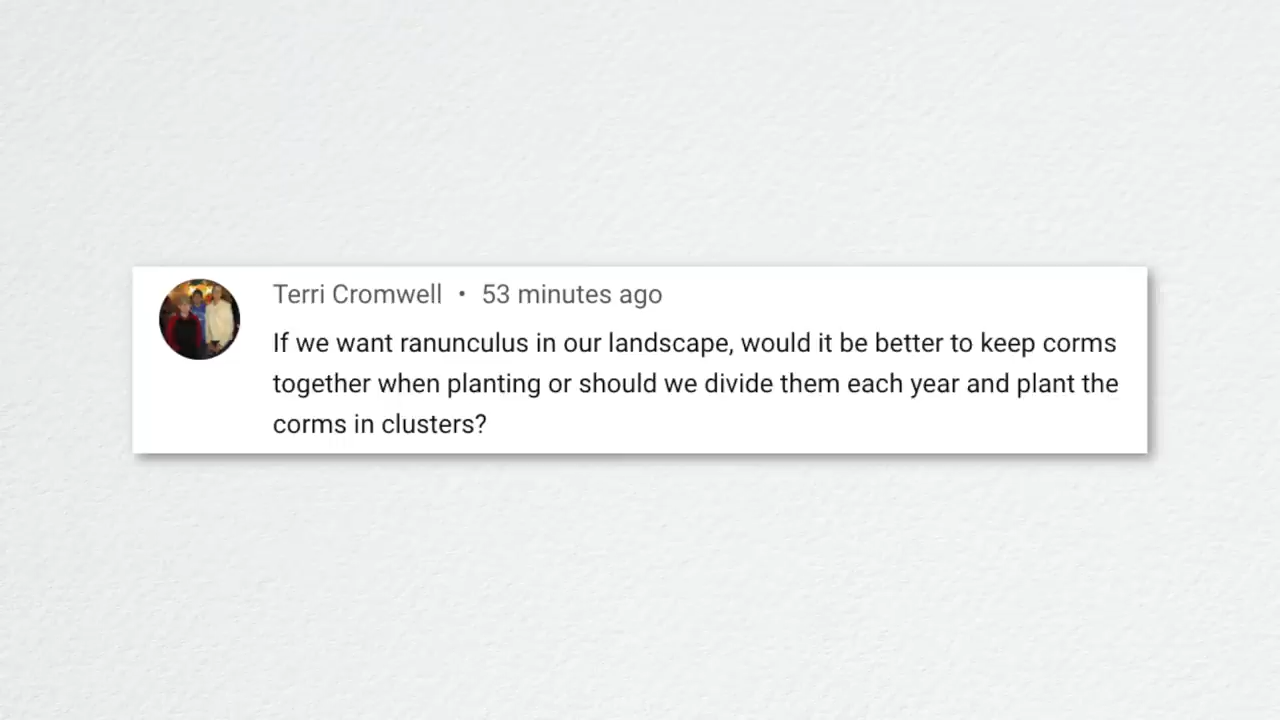 Terri Cromwell • 53 minutes ago
If we want ranunculus in our landscape, would it be better to keep corms
together when planting or should we divide them each year and plant the
corms in clusters?